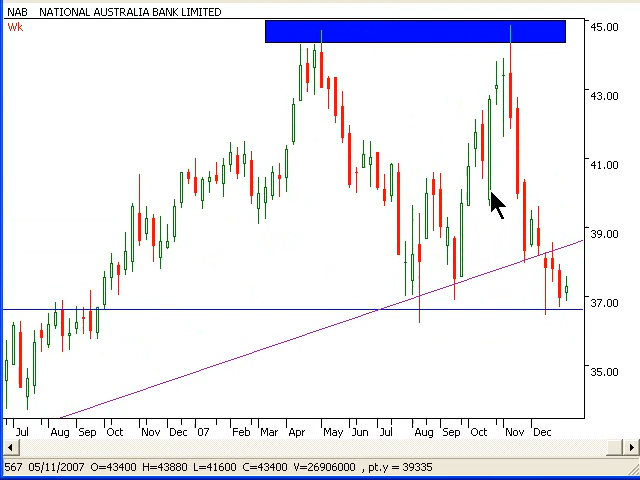 NAB NATIONAL AUSTRALIA BANK LIMITED
Wk
45.00
43.00
41.00
39.00
37.00
35.00
Jul Aug Sep Oct Nov Dec 07 Feb Mar Apr May Jun Jul Aug Sep Oct Nov Dec
567 05/11/2007 O=43400 H=43880 L=41600 C=43400 V=26906000 , pt.y = 39335